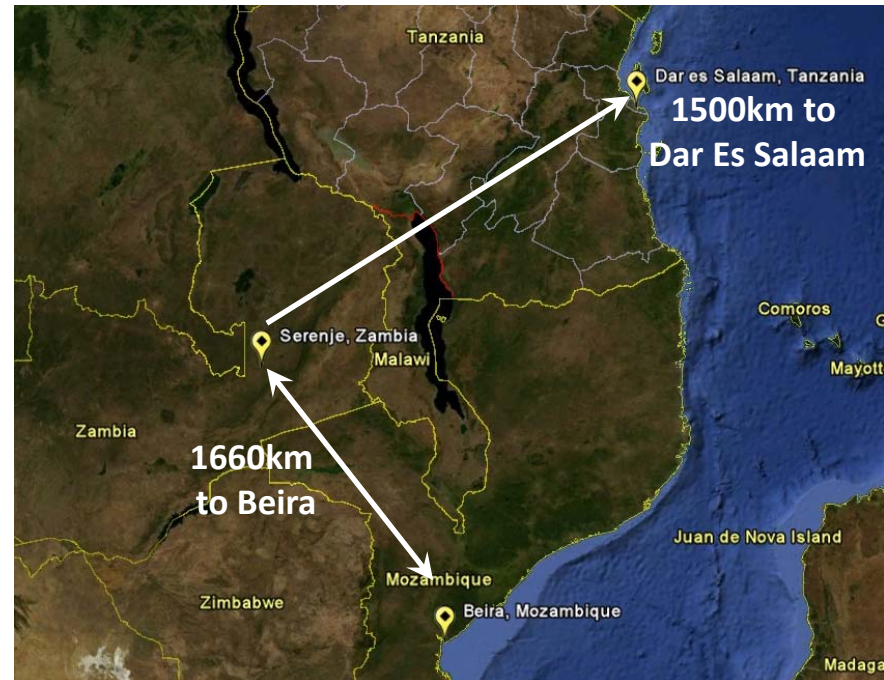 Tanzania
Dar es Salaam, Tanzania
1500km to
Dar Es Salaam
Comoros
G
Mayott
Serenje, Zambia
Malawi
Zambia
1660km
to Beira
Juan de Nova Island
Mozambique
Zimbabwe
Beira, Mozambique
Madaga